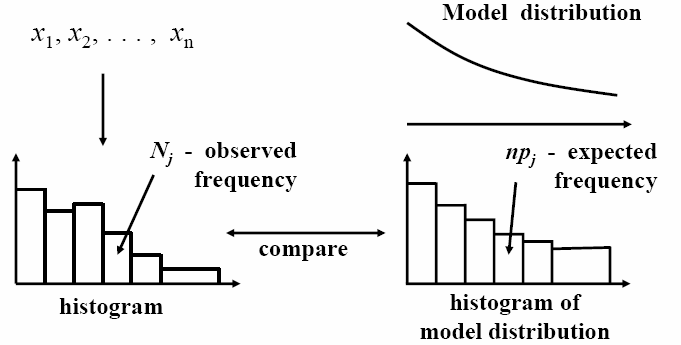 x₁, x₂, . . . , xₙ
Model distribution
Nⱼ - observed
frequency
npⱼ - expected
frequency
compare
histogram
histogram of
model distribution